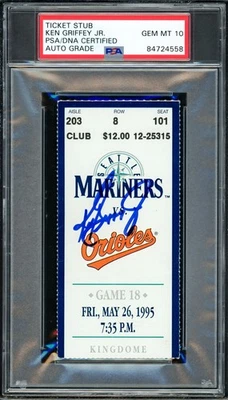 TICKET STUB
KEN GRIFFEY JR. GEM MT 10
PSA/DNA CERTIFIED
AUTO GRADE PSA 84724558
AISLE ROW SEAT
203 8 101
CLUB $12.00 12-25315
SEATTLE
MARINERS
VS
Orioles
GAME 18
FRI, MAY 26, 1995
7:35 P.M.
KINGDOME